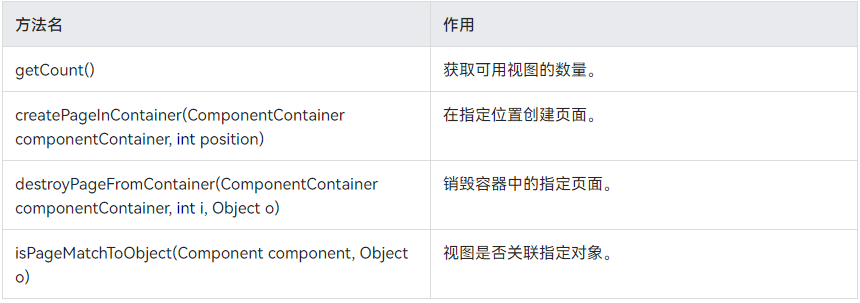 方法名 作用
getCount() 获取可用视图的数量。
createPageInContainer(ComponentContainer
componentContainer, int position) 在指定位置创建页面。
destroyPageFromContainer(ComponentContainer
componentContainer, int i, Object o) 销毁容器中的指定页面。
isPageMatchToObject(Component component, Object
o) 视图是否关联指定对象。